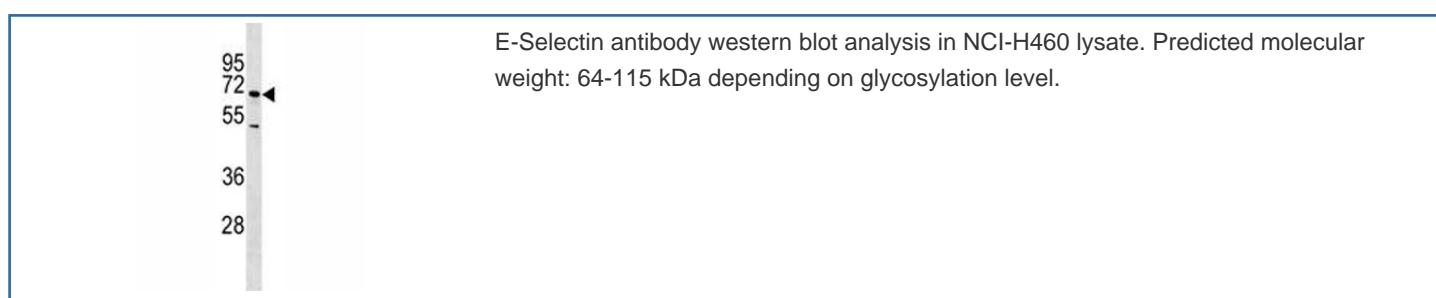 95
72
55
36
28
E-Selectin antibody western blot analysis in NCI-H460 lysate. Predicted molecular
weight: 64-115 kDa depending on glycosylation level.